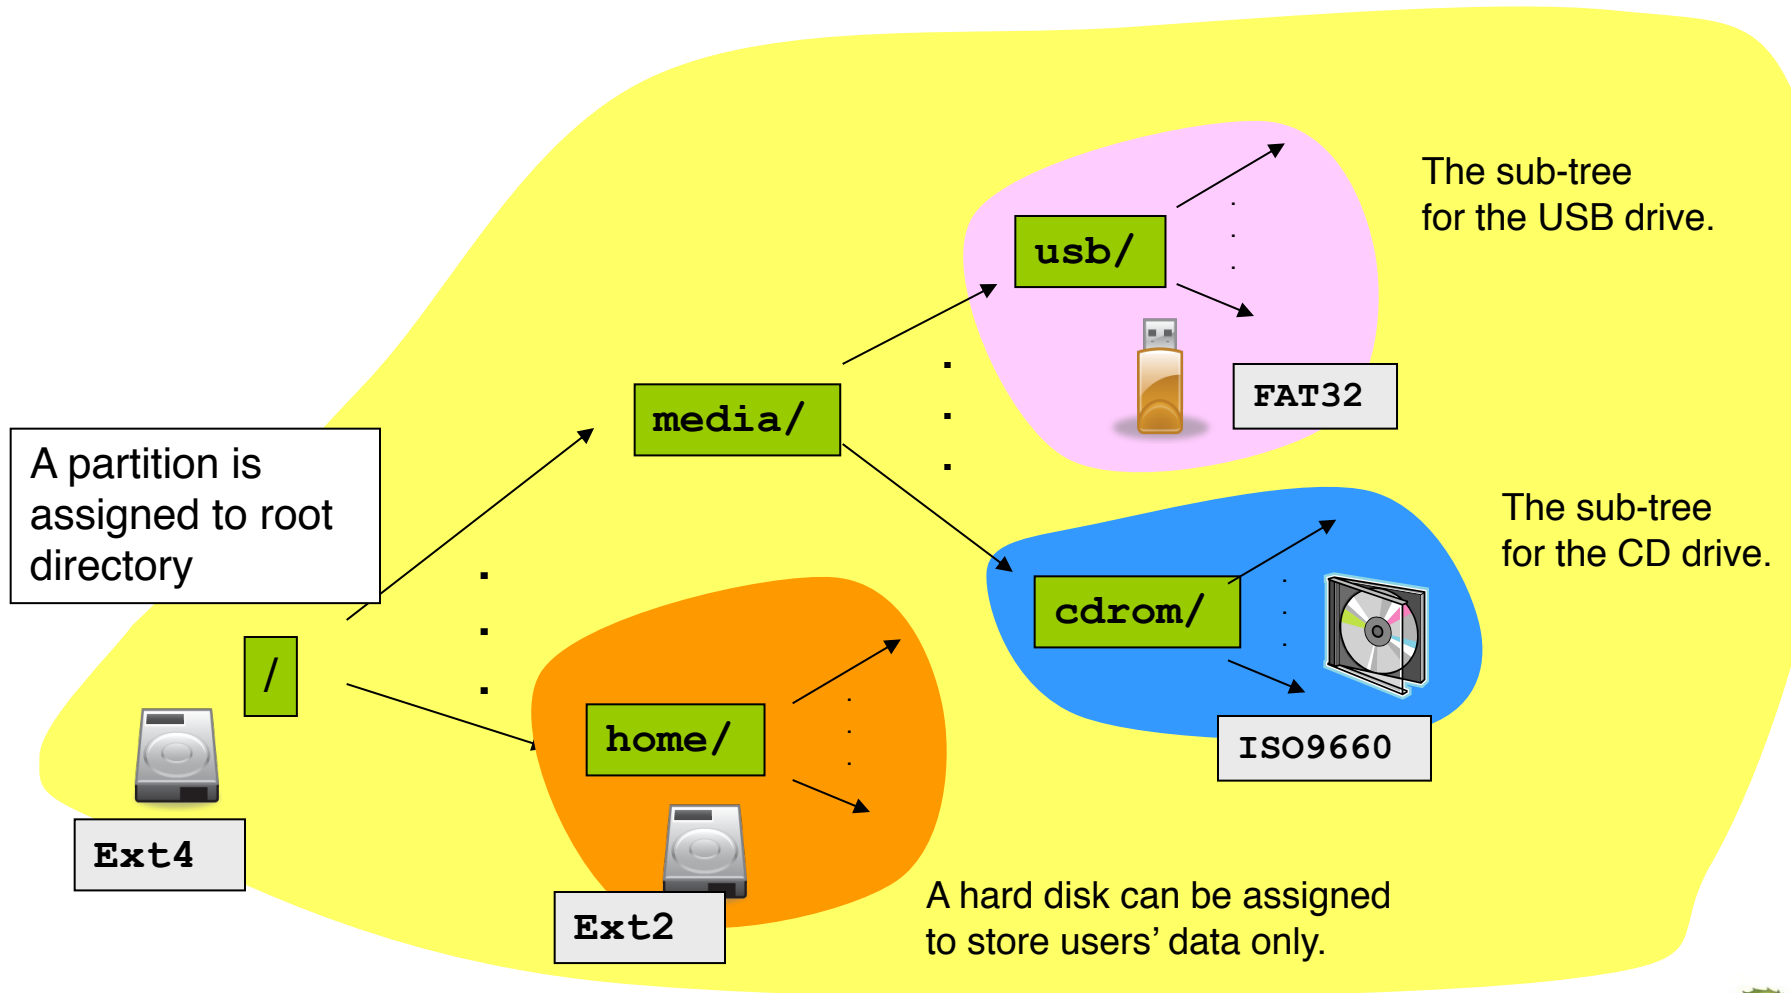 The sub-tree
for the USB drive.
usb/
FAT32
media/
A partition is
assigned to root
directory
The sub-tree
for the CD drive.
cdrom/
/
home/
ISO9660
Ext4
Ext2
A hard disk can be assigned
to store users’ data only.